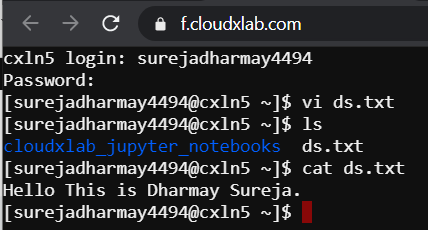 f.cloudxlab.com
cxln5 login: surejadharmay4494
Password:
[surejadharmay4494@cxln5 ~]$ vi ds.txt
[surejadharmay4494@cxln5 ~]$ ls
cloudxlab_jupyter_notebooks  ds.txt
[surejadharmay4494@cxln5 ~]$ cat ds.txt
Hello This is Dharmay Sureja.
[surejadharmay4494@cxln5 ~]$